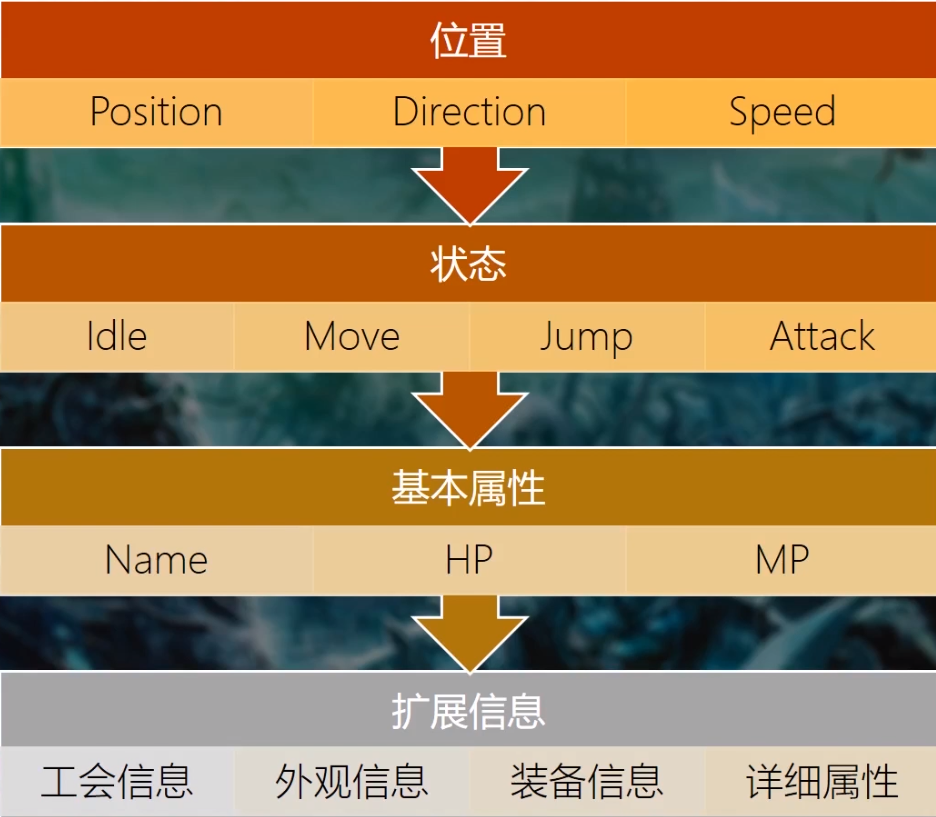 位置
Position Direction Speed
状态
Idle Move Jump Attack
基本属性
Name HP MP
扩展信息
工会信息 外观信息 装备信息 详细属性